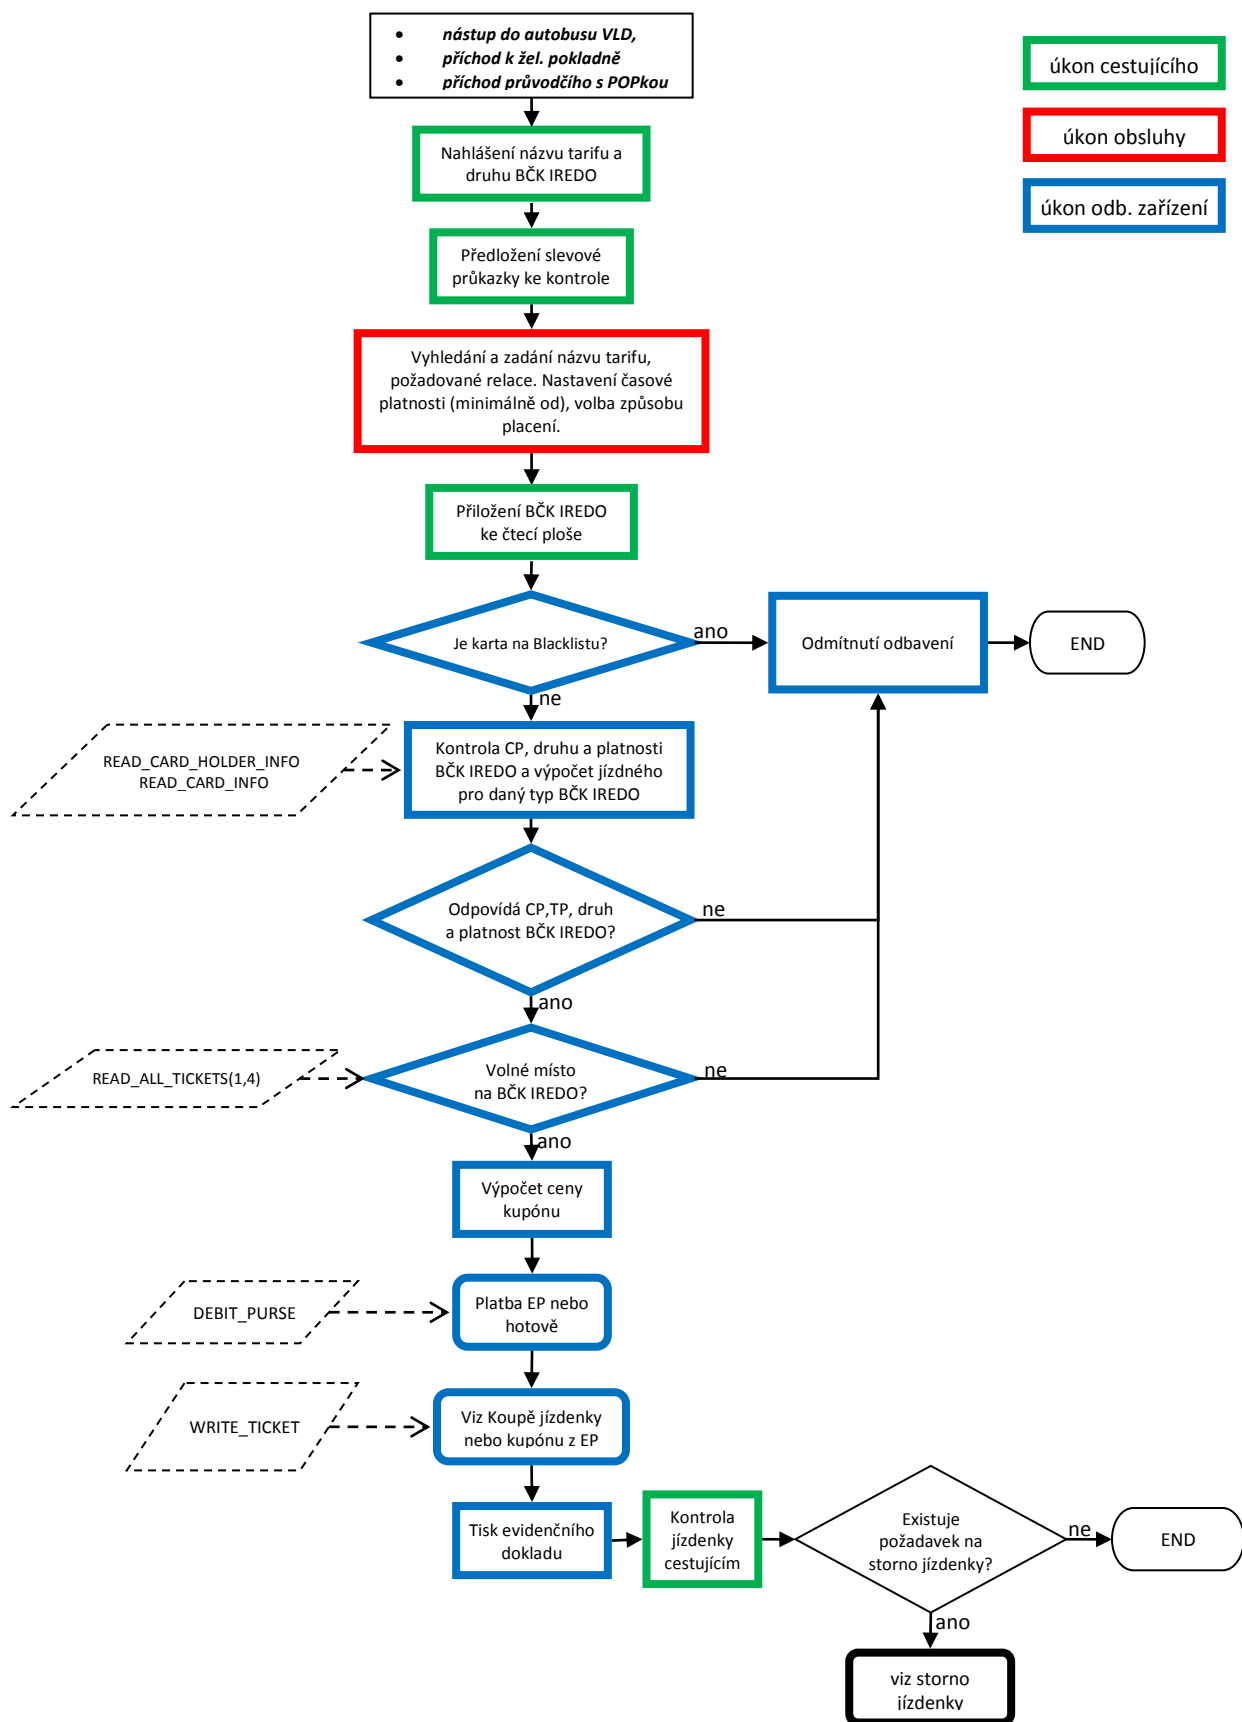 • nástup do autobusu VLD,
• příchod k žel. pokladně
• příchod průvodčího s POPkou
úkon cestujícího
úkon obsluhy
úkon odb. zařízení
Nahlášení názvu tarifu a
druhu BČK IREDO
Předložení slevové
průkazky ke kontrole
Vyhledání a zadání názvu tarifu,
požadované relace. Nastavení časové
platnosti (minimálně od), volba způsobu
placení.
Přiložení BČK IREDO
ke čtecí ploše
Je karta na Blacklistu?
ano
Odmítnutí odbavení
END
ne
READ_CARD_HOLDER_INFO
READ_CARD_INFO
Kontrola CP, druhu a platnosti
BČK IREDO a výpočet jízdného
pro daný typ BČK IREDO
Odpovídá CP,TP, druh
a platnost BČK IREDO?
ne
ano
READ_ALL_TICKETS(1,4)
Volné místo
na BČK IREDO?
ne
ano
Výpočet ceny
kupónu
DEBIT_PURSE
Platba EP nebo
hotově
WRITE_TICKET
Viz Koupě jízdenky
nebo kupónu z EP
Tisk evidenčního
dokladu
Kontrola
jízdenky
cestujícím
Existuje
požadavek na
storno jízdenky?
ne
END
ano
viz storno
jízdenky